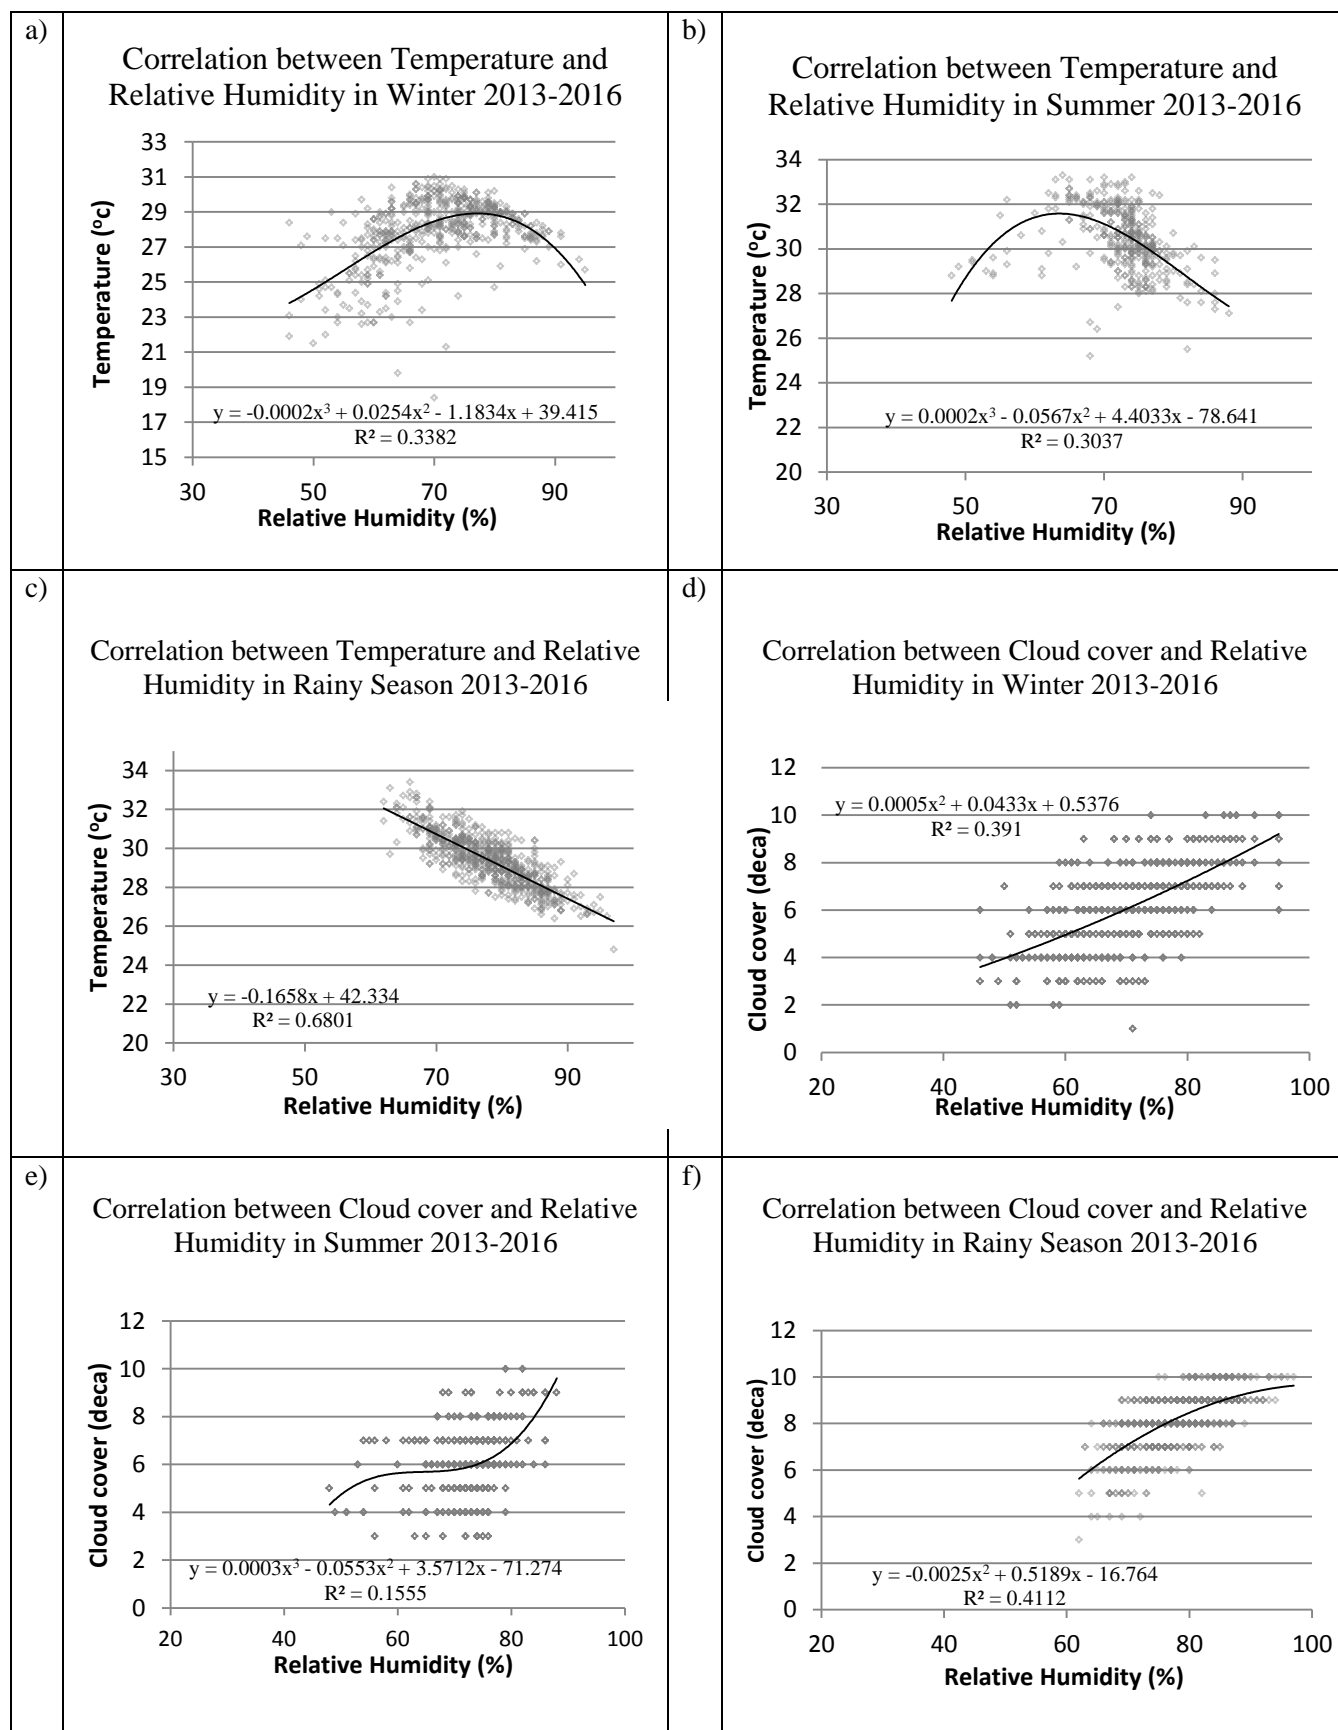 a)
Correlation between Temperature and
Relative Humidity in Winter 2013-2016
33
31
29
27
25
23
21
19
17
15
Temperature (ºc)
y = -0.0002x³ + 0.0254x² - 1.1834x + 39.415
R² = 0.3382
30 50 70 90
Relative Humidity (%)
b)
Correlation between Temperature and
Relative Humidity in Summer 2013-2016
34
32
30
28
26
24
22
20
Temperature (ºc)
y = 0.0002x³ - 0.0567x² + 4.4033x - 78.641
R² = 0.3037
30 50 70 90
Relative Humidity (%)
c)
Correlation between Temperature and Relative
Humidity in Rainy Season 2013-2016
34
32
30
28
26
24
22
20
Temperature (ºc)
y = -0.1658x + 42.334
R² = 0.6801
30 50 70 90
Relative Humidity (%)
d)
Correlation between Cloud cover and Relative
Humidity in Winter 2013-2016
12
10
8
6
4
2
0
Cloud cover (deca)
y = 0.0005x² + 0.0433x + 0.5376
R² = 0.391
20 40 60 80 100
Relative Humidity (%)
e)
Correlation between Cloud cover and Relative
Humidity in Summer 2013-2016
12
10
8
6
4
2
0
Cloud cover (deca)
y = 0.0003x³ - 0.0553x² + 3.5712x - 71.274
R² = 0.1555
20 40 60 80 100
Relative Humidity (%)
f)
Correlation between Cloud cover and Relative
Humidity in Rainy Season 2013-2016
12
10
8
6
4
2
0
Cloud cover (deca)
y = -0.0025x² + 0.5189x - 16.764
R² = 0.4112
20 40 60 80 100
Relative Humidity (%)